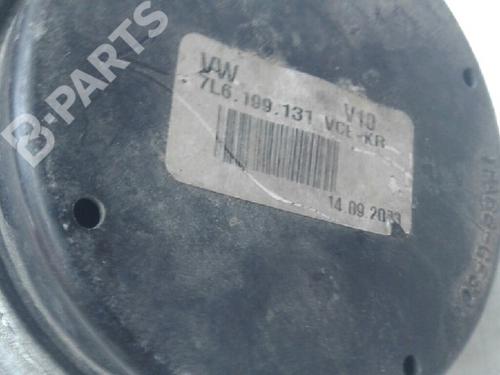 B-PARTS
VW
V10
7L6.199.131 VCE-KR
14.09.2003